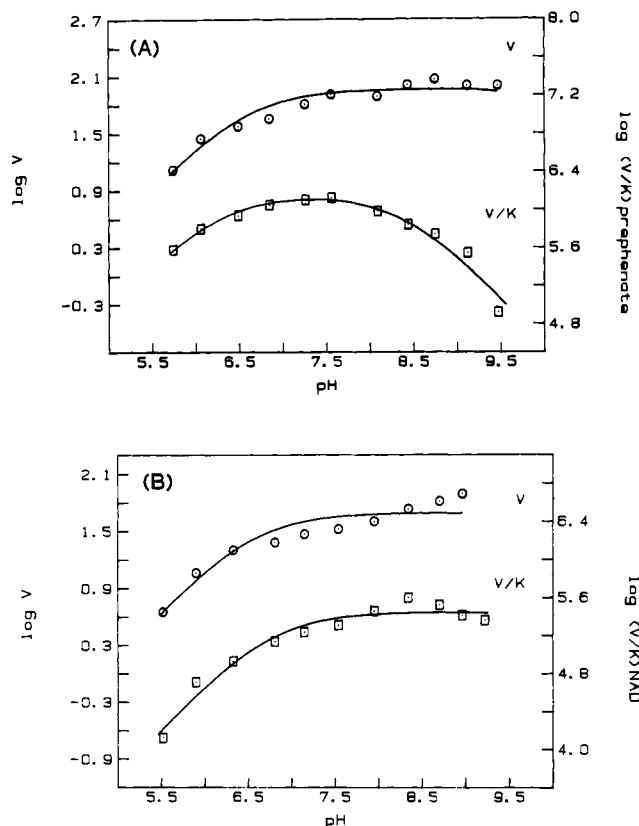 (A)
2.7
2.1
1.5
0.9
0.3
-0.3
log V
8.0
7.2
6.4
5.6
4.8
log (V/K) prephenate
V
V/K
5.5 6.5 7.5 8.5 9.5
pH
(B)
2.1
1.5
0.9
0.3
-0.3
-0.9
log V
6.4
5.6
4.8
4.0
log (V/K) NAD
V
V/K
5.5 6.5 7.5 8.5 9.5
pH